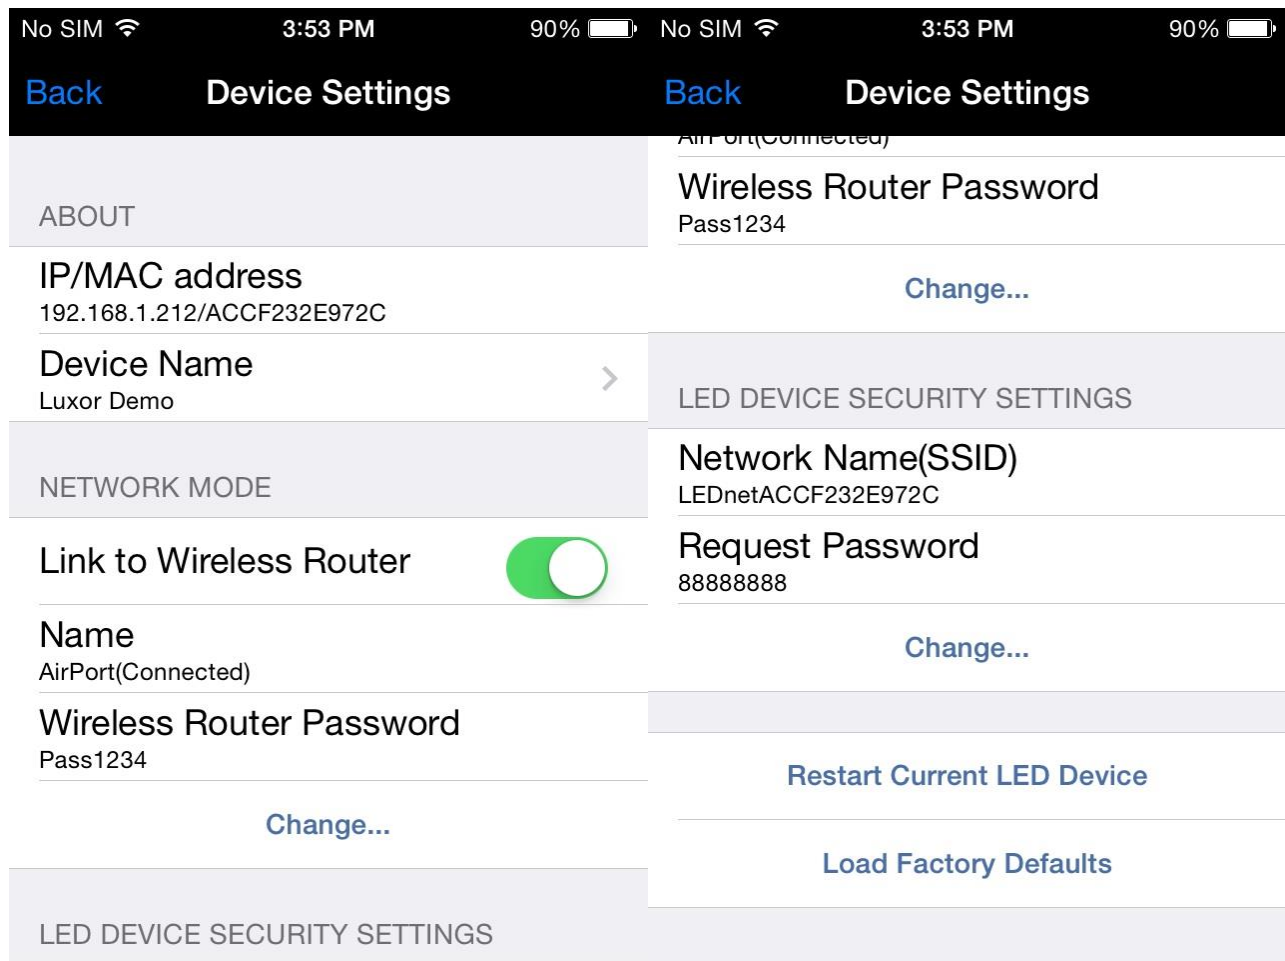 No SIM 3:53 PM 90%
Back Device Settings
ABOUT
IP/MAC address
192.168.1.212/ACCF232E972C
Device Name
Luxor Demo
NETWORK MODE
Link to Wireless Router
Name
AirPort(Connected)
Wireless Router Password
Pass1234
Change...
LED DEVICE SECURITY SETTINGS
No SIM 3:53 PM 90%
Back Device Settings
AirPort(Connected)
Wireless Router Password
Pass1234
Change...
LED DEVICE SECURITY SETTINGS
Network Name(SSID)
LEDnetACCF232E972C
Request Password
88888888
Change...
Restart Current LED Device
Load Factory Defaults